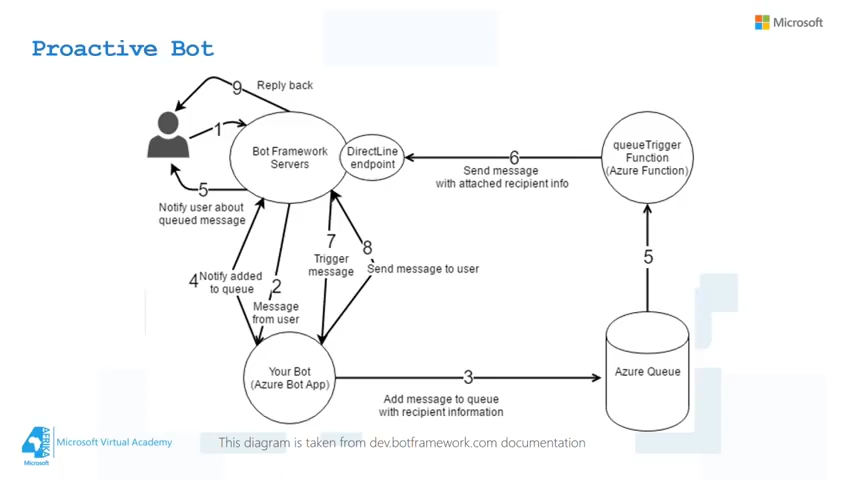 Microsoft
Proactive Bot
9
Reply back
1
Bot Framework
Servers
DirectLine
endpoint
6
Send message
with attached recipient info
queueTrigger
Function
(Azure Function)
5
Notify user about
queued message
7
Trigger
message
8
Send message to user
4
Notify added
to queue
2
Message
from user
5
Your Bot
(Azure Bot App)
3
Add message to queue
with recipient information
Azure Queue
4AFRIKA
Microsoft
Microsoft Virtual Academy
This diagram is taken from dev.botframework.com documentation